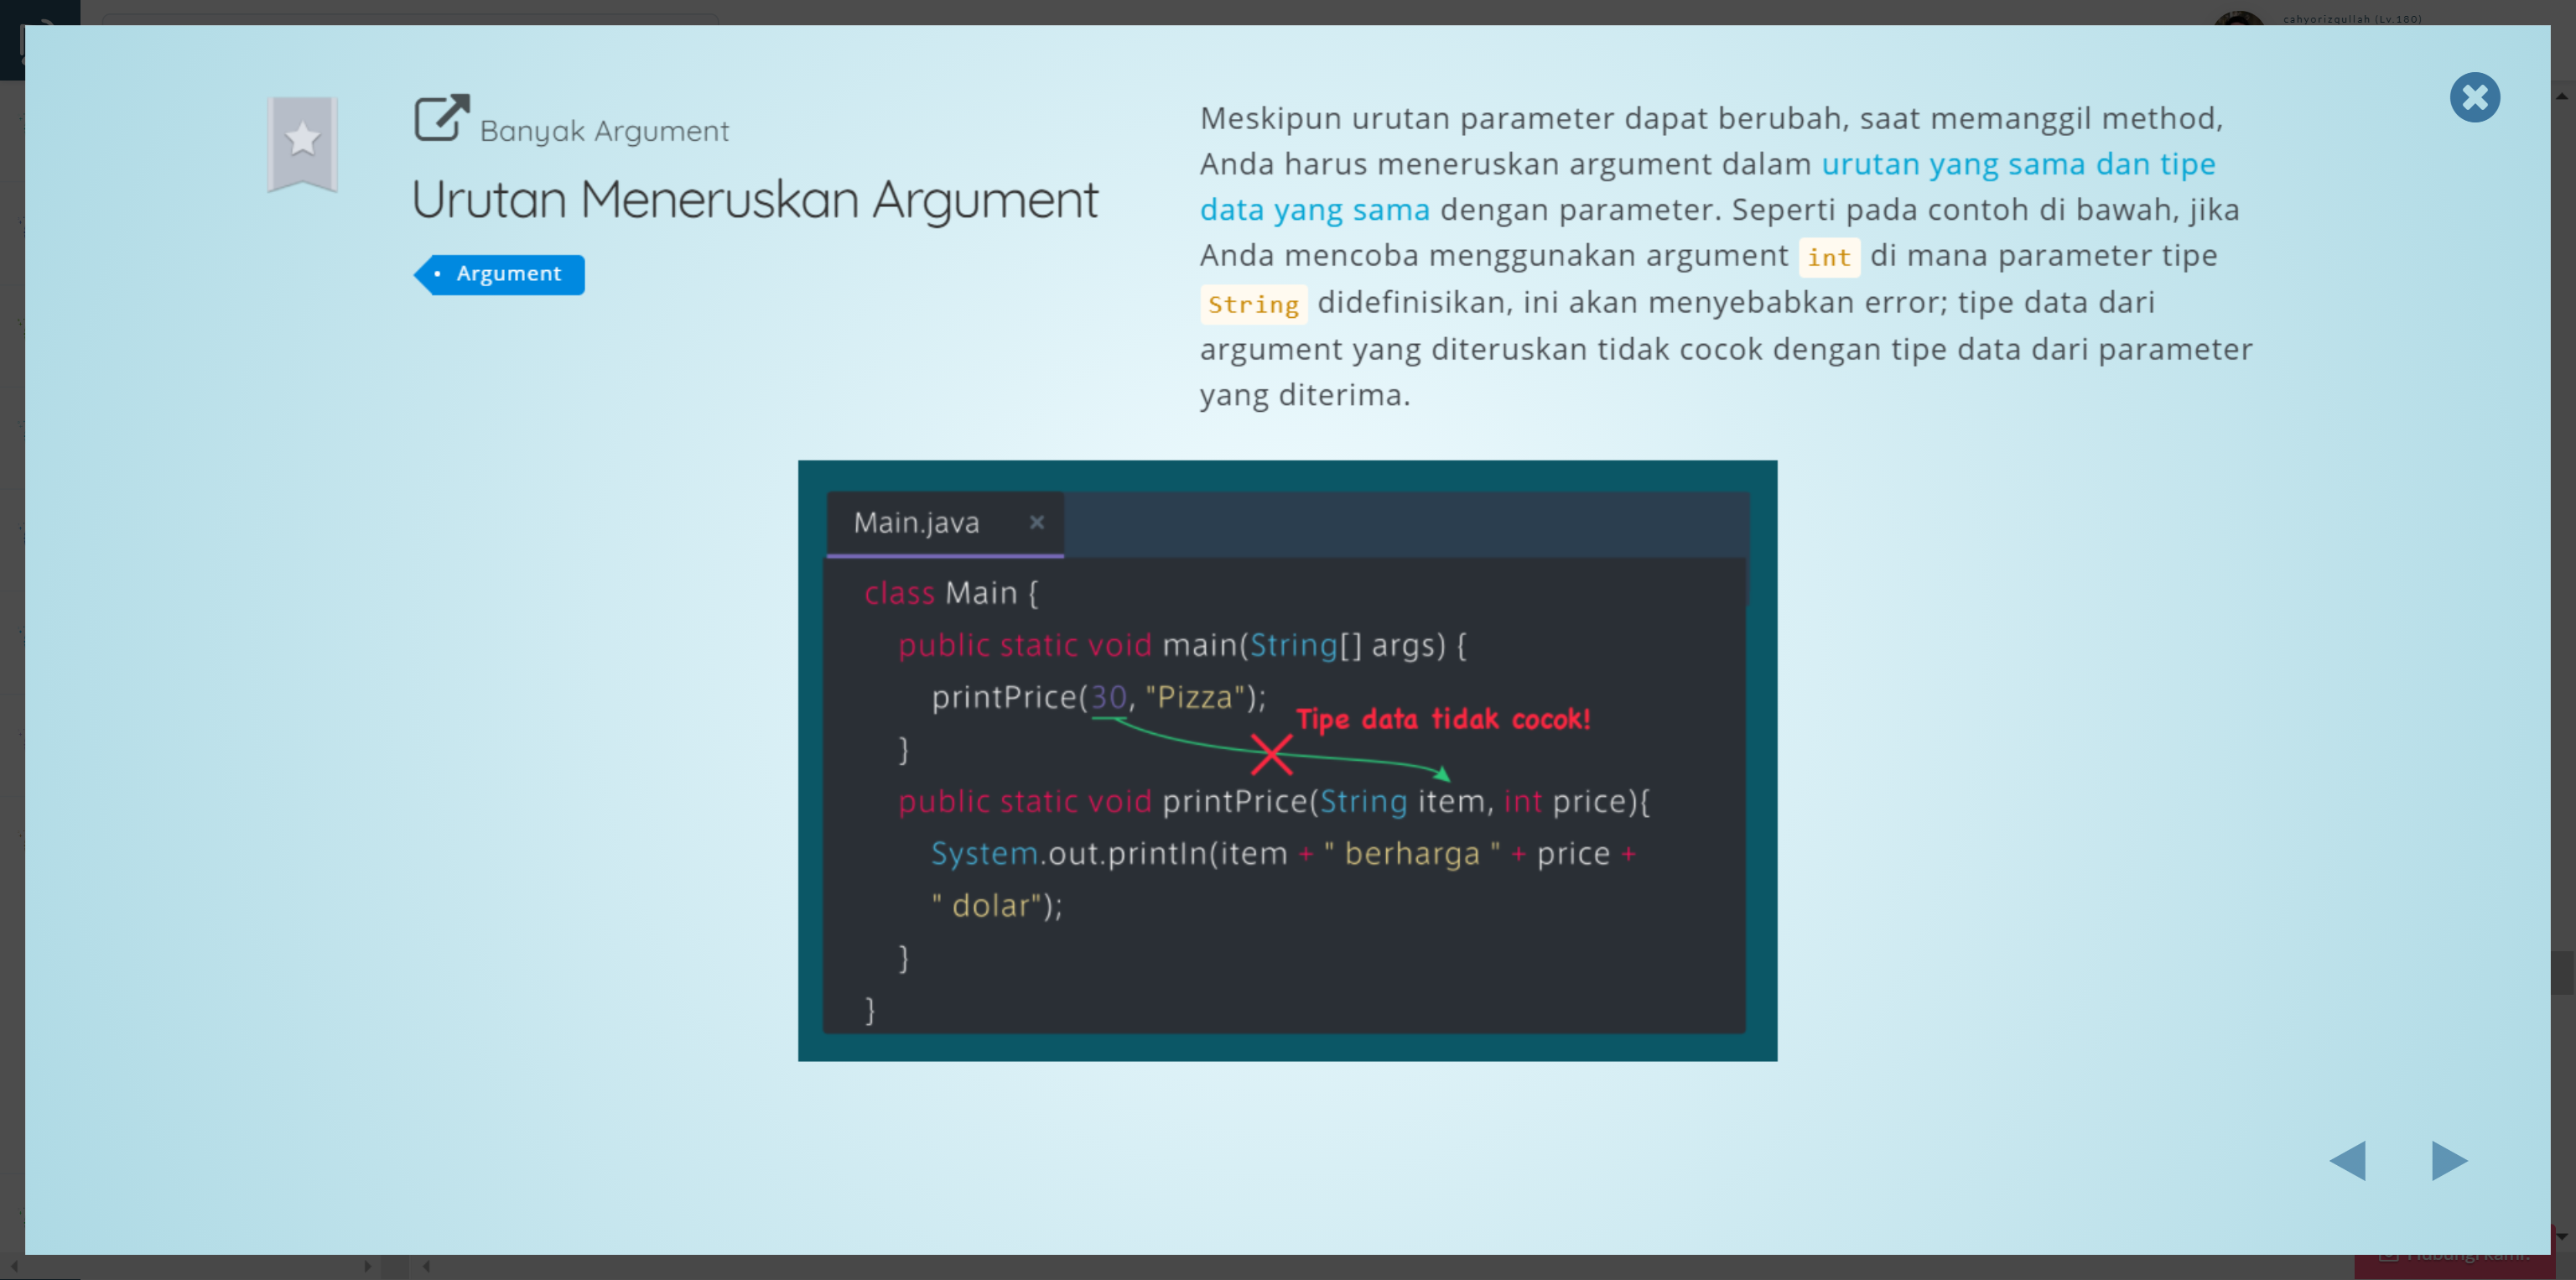 cahyorizqullah (Lv.180)
Banyak Argument
Urutan Meneruskan Argument
Argument
Meskipun urutan parameter dapat berubah, saat memanggil method,
Anda harus meneruskan argument dalam urutan yang sama dan tipe
data yang sama dengan parameter. Seperti pada contoh di bawah, jika
Anda mencoba menggunakan argument int di mana parameter tipe
String didefinisikan, ini akan menyebabkan error; tipe data dari
argument yang diteruskan tidak cocok dengan tipe data dari parameter
yang diterima.
Main.java
class Main {
public static void main(String[] args) {
printPrice(30, "Pizza");
Tipe data tidak cocok!
}
public static void printPrice(String item, int price){
System.out.println(item + " berharga " + price +
" dolar");
}
}